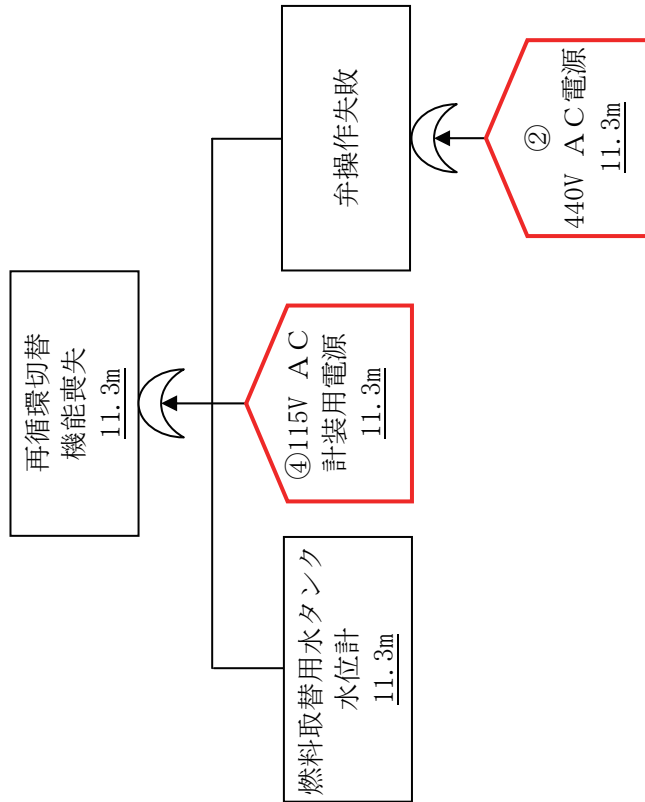 再循環切替
機能喪失
11.3m
燃料取替用水タンク
水位計
11.3m
④115V AC
計装用電源
11.3m
弁操作失敗
②
440V AC電源
11.3m